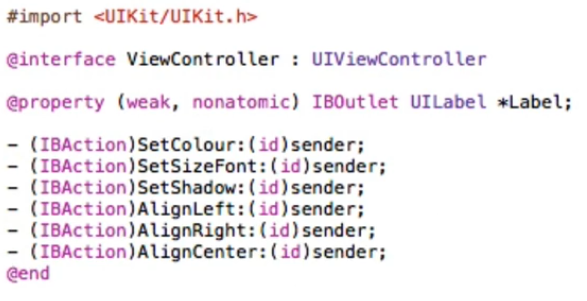 #import <UIKit/UIKit.h>
@interface ViewController : UIViewController
@property (weak, nonatomic) IBOutlet UILabel *Label;
- (IBAction)SetColour:(id)sender;
- (IBAction)SetSizeFont:(id)sender;
- (IBAction)SetShadow:(id)sender;
- (IBAction)AlignLeft:(id)sender;
- (IBAction)AlignRight:(id)sender;
- (IBAction)AlignCenter:(id)sender;
@end